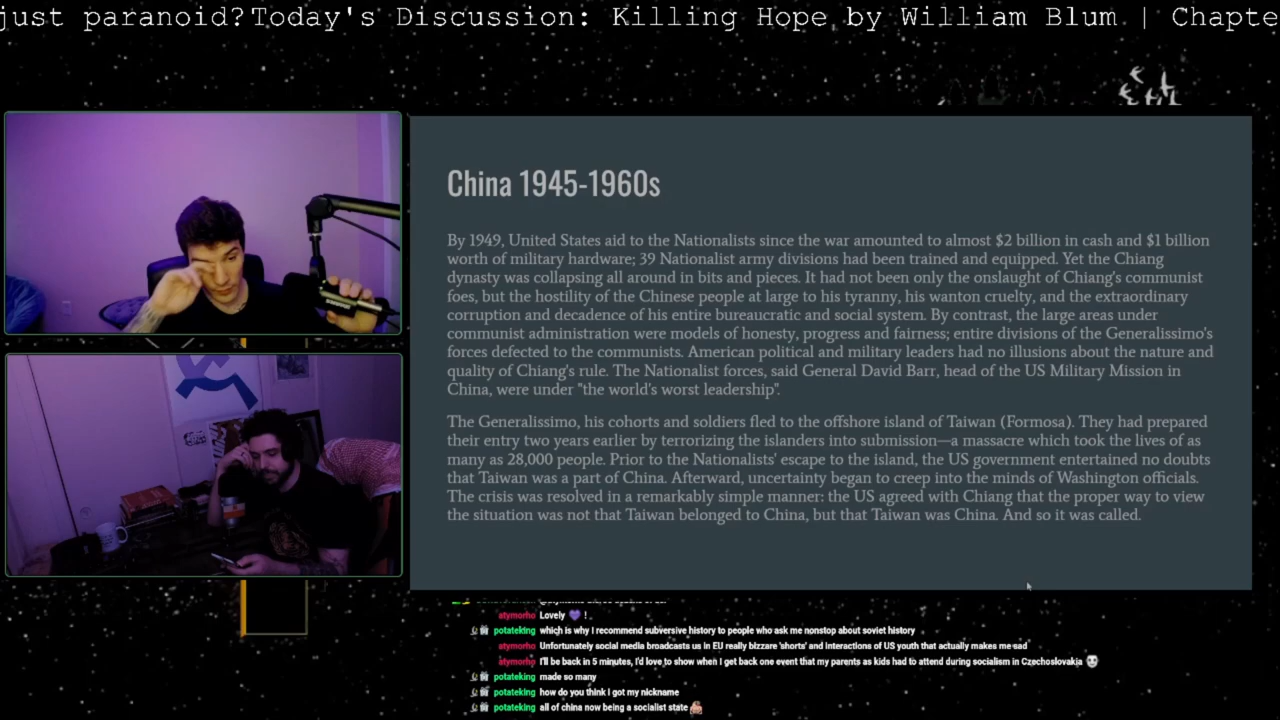 just paranoid?Today's Discussion: Killing Hope by William Blum | Chapte
China 1945-1960s
By 1949, United States aid to the Nationalists since the war amounted to almost $2 billion in cash and $1 billion
worth of military hardware; 39 Nationalist army divisions had been trained and equipped. Yet the Chiang
dynasty was collapsing all around in bits and pieces. It had not been only the onslaught of Chiang's communist
foes, but the hostility of the Chinese people at large to his tyranny, his wanton cruelty, and the extraordinary
corruption and decadence of his entire bureaucratic and social system. By contrast, the large areas under
communist administration were models of honesty, progress and fairness; entire divisions of the Generalissimo's
forces defected to the communists. American political and military leaders had no illusions about the nature and
quality of Chiang's rule. The Nationalist forces, said General David Barr, head of the US Military Mission in
China, were under "the world's worst leadership".
The Generalissimo, his cohorts and soldiers fled to the offshore island of Taiwan (Formosa). They had prepared
their entry two years earlier by terrorizing the islanders into submission—a massacre which took the lives of as
many as 28,000 people. Prior to the Nationalists' escape to the island, the US government entertained no doubts
that Taiwan was a part of China. Afterward, uncertainty began to creep into the minds of Washington officials.
The crisis was resolved in a remarkably simple manner: the US agreed with Chiang that the proper way to view
the situation was not that Taiwan belonged to China, but that Taiwan was China. And so it was called.
atymorho Lovely 💜 !
potateking which is why I recommend subversive history to people who ask me nonstop about soviet history
atymorho Unfortunately social media broadcasts us in EU really bizzare 'shorts' and interactions of US youth that actually makes me sad
atymorho I'll be back in 5 minutes, I'd love to show when I get back one event that my parents as kids had to attend during socialism in Czechoslovakia
potateking made so many
potateking how do you think I got my nickname
potateking all of china now being a socialist state